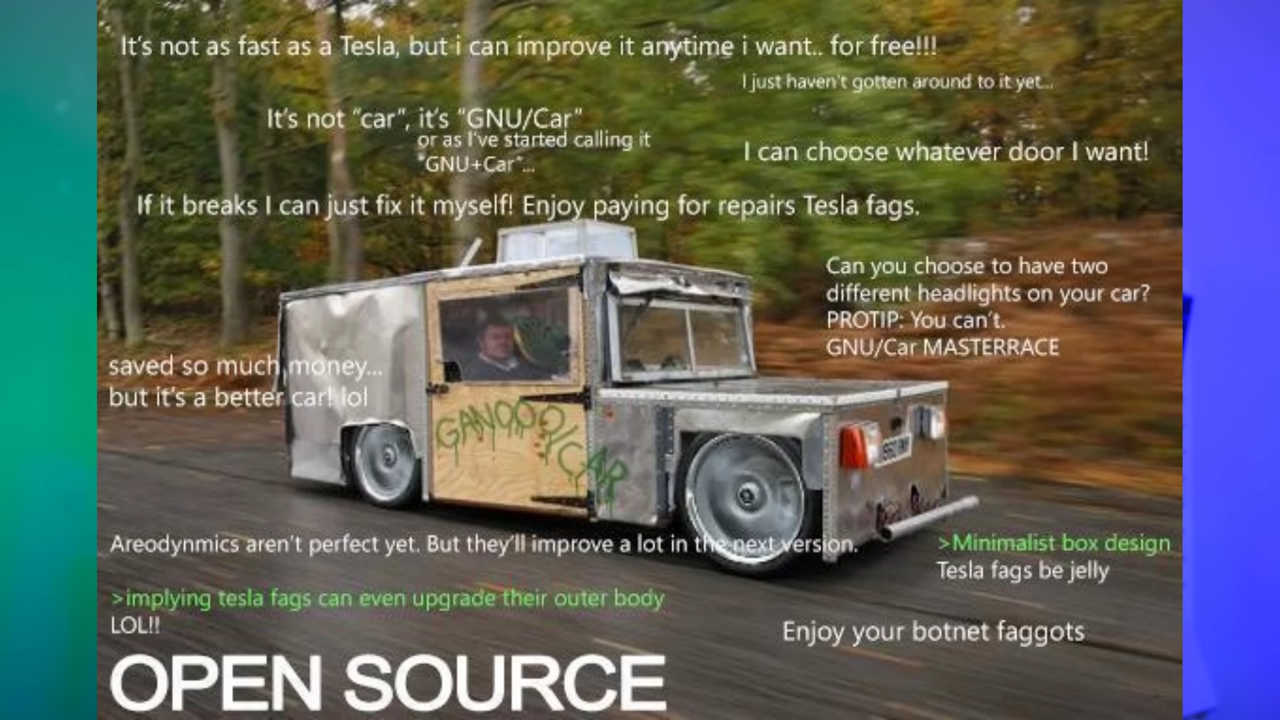 It's not as fast as a Tesla, but i can improve it anytime i want.. for free!!!
I just haven't gotten around to it yet...
It's not "car", it's "GNU/Car"
or as I've started calling it
"GNU+Car"...
I can choose whatever door I want!
If it breaks I can just fix it myself! Enjoy paying for repairs Tesla fags.
Can you choose to have two
different headlights on your car?
PROTIP: You can't.
GNU/Car MASTERRACE
saved so much money...
but it's a better car! lol
GANOOO/CAR
Areodynmics aren't perfect yet. But they'll improve a lot in the next version.
>Minimalist box design
Tesla fags be jelly
>implying tesla fags can even upgrade their outer body
LOL!!
Enjoy your botnet faggots
OPEN SOURCE